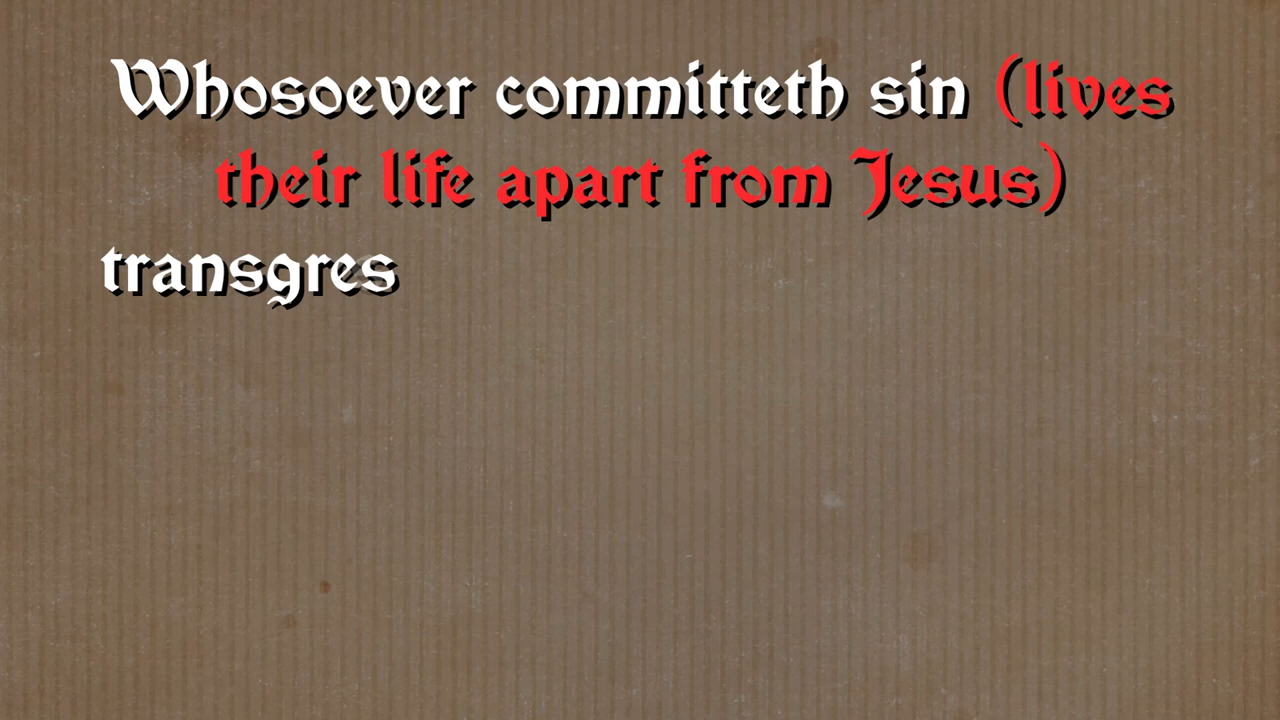 Whosoever committeth sin (lives
their life apart from Jesus)
transgres